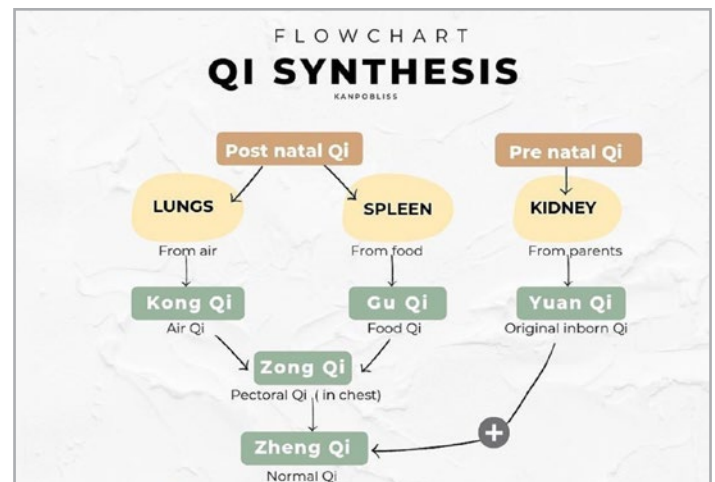 FLOWCHART
QI SYNTHESIS
KANPOBLISS
Post natal Qi
Pre natal Qi
LUNGS
SPLEEN
KIDNEY
From air
From food
From parents
Kong Qi
Gu Qi
Yuan Qi
Air Qi
Food Qi
Original inborn Qi
Zong Qi
Pectoral Qi ( in chest)
+
Zheng Qi
Normal Qi